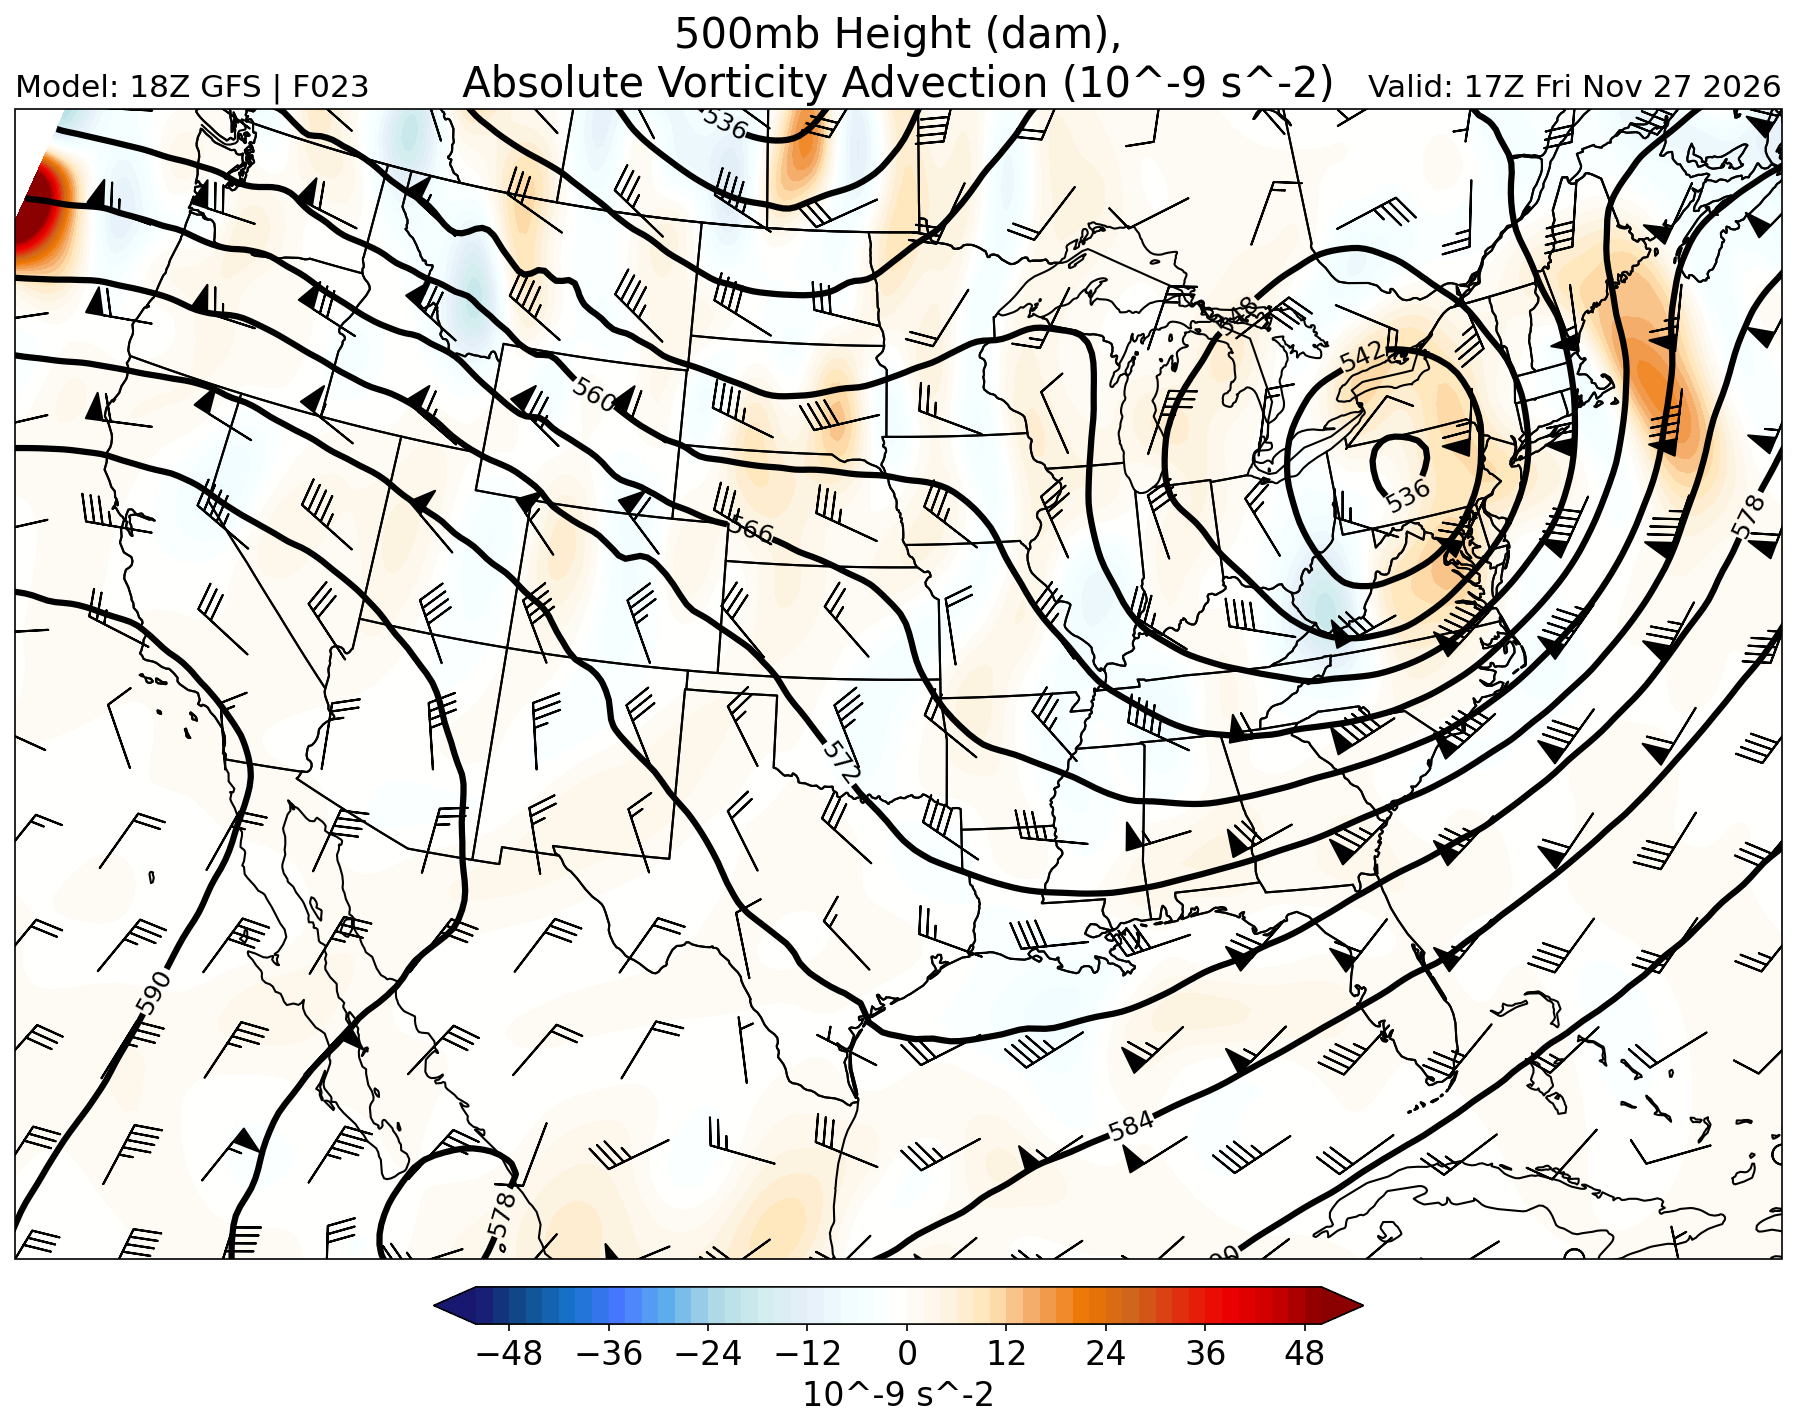 500mb Height (dam),
Model: 18Z GFS | F023
Absolute Vorticity Advection (10^-9 s^-2)
Valid: 17Z Fri Nov 27 2026
536
548
542
560
536
578
566
572
590
584
578
−48 −36 −24 −12 0 12 24 36 48
10^-9 s^-2